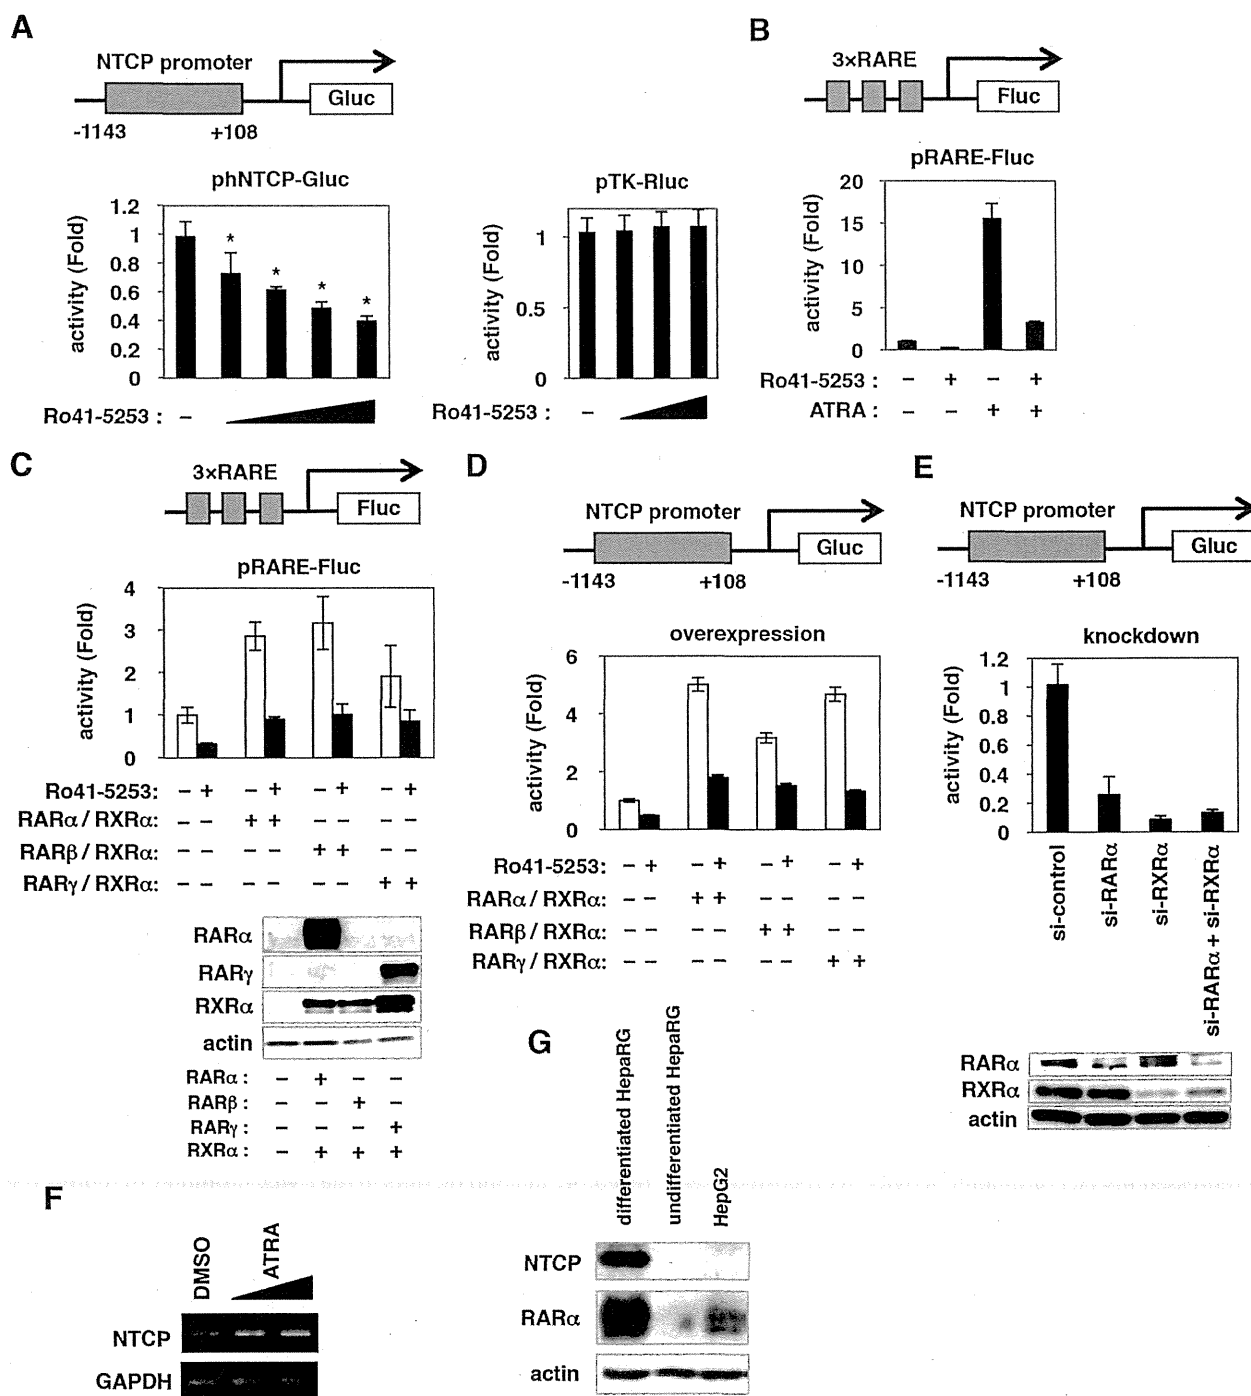 A
NTCP promoter
Gluc
-1143 +108
phNTCP-Gluc
activity (Fold)
1.2
1
0.8
0.6
0.4
0.2
0
* * * *
Ro41-5253 : –
pTK-Rluc
activity (Fold)
1
0.5
0
Ro41-5253 : –
B
3×RARE
Fluc
pRARE-Fluc
activity (Fold)
20
15
10
5
0
Ro41-5253 : – + – +
ATRA : – – + +
C
3×RARE
Fluc
pRARE-Fluc
activity (Fold)
4
3
2
1
0
Ro41-5253: – + – + – + – +
RARα / RXRα: – – + + – – – –
RARβ / RXRα: – – – – + + – –
RARγ / RXRα: – – – – – – + +
RARα
RARγ
RXRα
actin
RARα : – + – –
RARβ : – – + –
RARγ : – – – +
RXRα : – + + +
D
NTCP promoter
Gluc
-1143 +108
overexpression
activity (Fold)
6
4
2
0
Ro41-5253: – + – + – + – +
RARα / RXRα: – – + + – – – –
RARβ / RXRα: – – – – + + – –
RARγ / RXRα: – – – – – – + +
E
NTCP promoter
Gluc
-1143 +108
knockdown
activity (Fold)
1.2
1
0.8
0.6
0.4
0.2
0
si-control
si-RARα
si-RXRα
si-RARα + si-RXRα
RARα
RXRα
actin
F
DMSO
ATRA
NTCP
GAPDH
G
differentiated HepaRG
undifferentiated HepaRG
HepG2
NTCP
RARα
actin